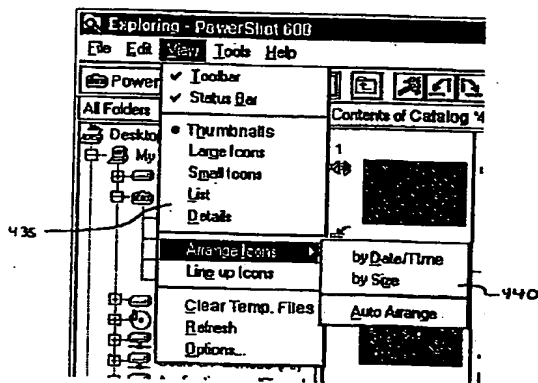 Exploring - PowerShot 600
File Edit View Tools Help
Power
Toolbar
Status Bar
All Folders
Contents of Catalog '4
Desktop
My
Thumbnails
Large Icons
Small Icons
List
Details
1
435
Arrange Icons
Line up Icons
by Date/Time
by Size
440
Auto Arrange
Clear Temp. Files
Refresh
Options...